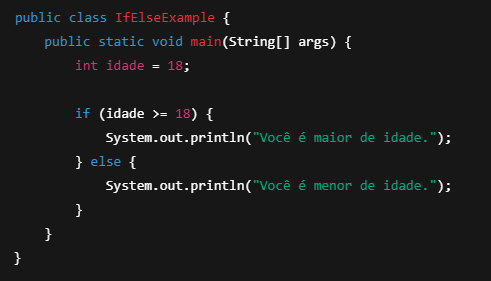 public class IfElseExample {
    public static void main(String[] args) {
        int idade = 18;
        if (idade >= 18) {
            System.out.println("Você é maior de idade.");
        } else {
            System.out.println("Você é menor de idade.");
        }
    }
}